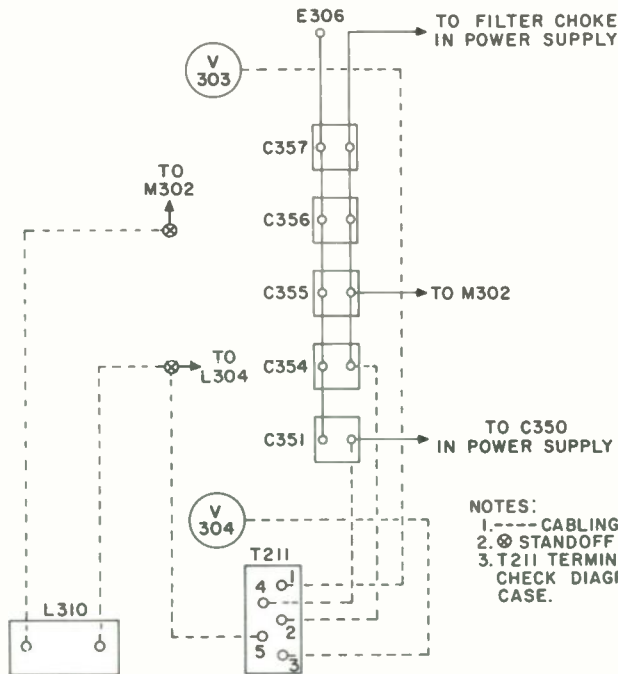 E306
TO FILTER CHOKE
IN POWER SUPPLY
V
303
C357
TO
M302
C356
C355
TO M302
TO
L304
C354
C351
TO C350
IN POWER SUPPLY
V
304
NOTES:
1.---- CABLING
2. ⊗ STANDOFF
3. T211 TERMIN
CHECK DIAG
CASE.
T211
1
4
2
5
3
L310